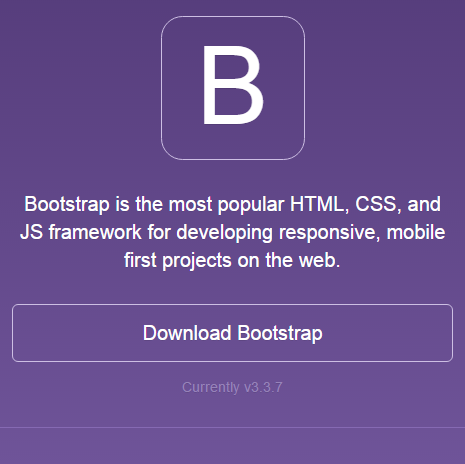 B
Bootstrap is the most popular HTML, CSS, and
JS framework for developing responsive, mobile
first projects on the web.
Download Bootstrap
Currently v3.3.7